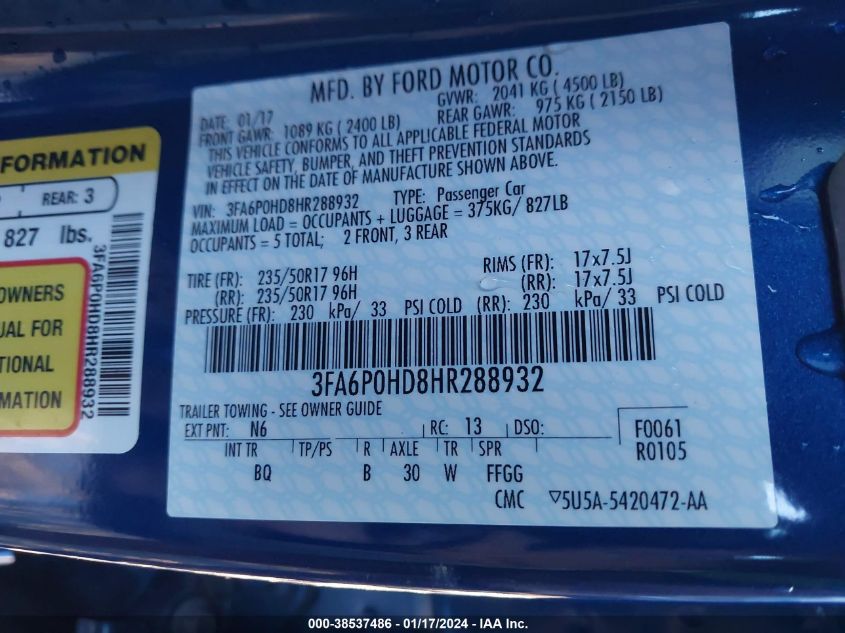 MFD. BY FORD MOTOR CO.
DATE: 01/17
GVWR: 2041 KG ( 4500 LB)
FRONT GAWR: 1089 KG ( 2400 LB)
REAR GAWR: 975 KG ( 2150 LB)
THIS VEHICLE CONFORMS TO ALL APPLICABLE FEDERAL MOTOR
VEHICLE SAFETY, BUMPER, AND THEFT PREVENTION STANDARDS
IN EFFECT ON THE DATE OF MANUFACTURE SHOWN ABOVE.
VIN: 3FA6P0HD8HR288932 TYPE: Passenger Car
MAXIMUM LOAD = OCCUPANTS + LUGGAGE = 375KG/ 827LB
OCCUPANTS = 5 TOTAL; 2 FRONT, 3 REAR
TIRE (FR): 235/50R17 96H RIMS (FR): 17x7.5J
(RR): 235/50R17 96H (RR): 17x7.5J
PRESSURE (FR): 230 kPa/ 33 PSI COLD (RR): 230 kPa/ 33 PSI COLD
3FA6P0HD8HR288932
TRAILER TOWING - SEE OWNER GUIDE
EXT PNT: N6 RC: 13 DSO:
F0061
R0105
INT TR TP/PS R AXLE TR SPR
BQ B 30 W FFGG
CMC ▽5U5A-5420472-AA
FORMATION
REAR: 3
827 lbs.
OWNERS
UAL FOR
TIONAL
MATION
3FA6P0HD8HR288932
000-38537486 - 01/17/2024 - IAA Inc.